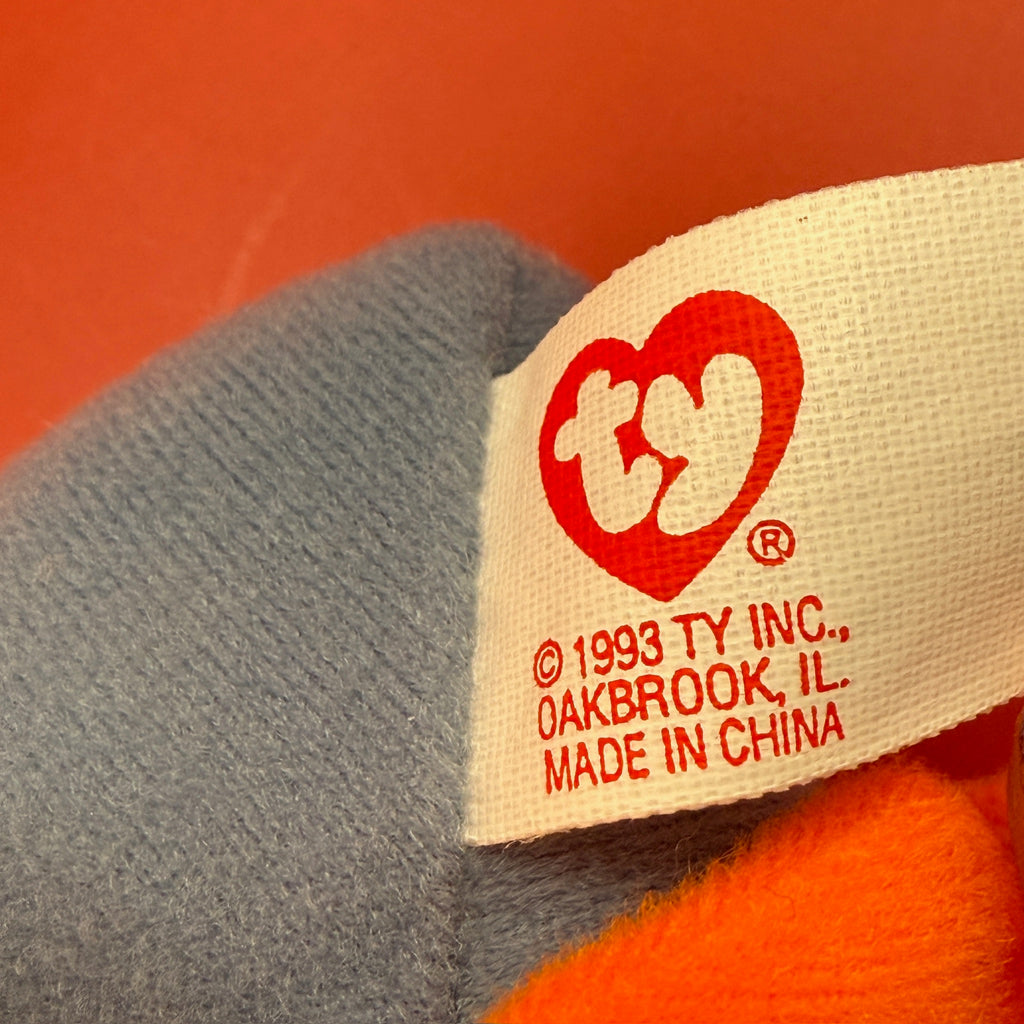 ty
®
© 1993 TY INC.,
OAKBROOK, IL.
MADE IN CHINA